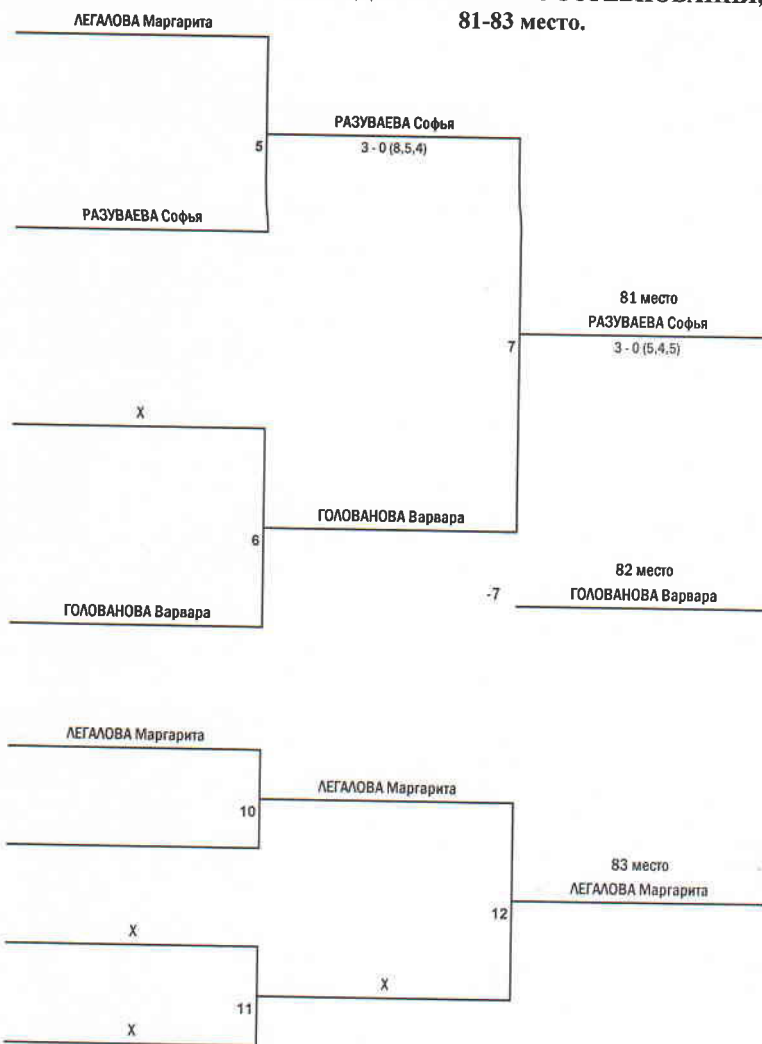 81-83 место.
ЛЕГАЛОВА Маргарита
РАЗУВАЕВА Софья
5
3 - 0 (8,5,4)
РАЗУВАЕВА Софья
81 место
РАЗУВАЕВА Софья
7
3 - 0 (5,4,5)
X
ГОЛОВАНОВА Варвара
6
82 место
-7
ГОЛОВАНОВА Варвара
ГОЛОВАНОВА Варвара
ЛЕГАЛОВА Маргарита
ЛЕГАЛОВА Маргарита
10
83 место
ЛЕГАЛОВА Маргарита
12
X
X
11
X